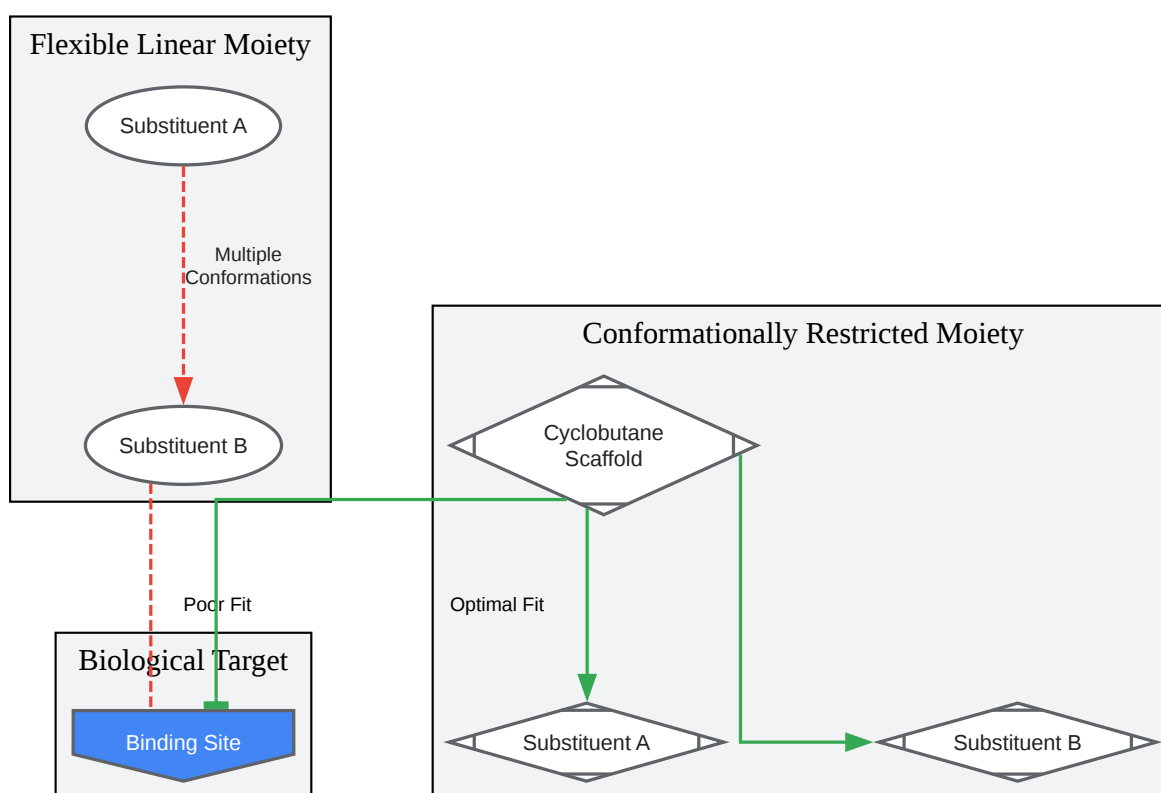 Flexible Linear Moiety
Substituent A
Multiple
Conformations
Substituent B
Conformationally Restricted Moiety
Cyclobutane
Scaffold
Poor Fit
Optimal Fit
Biological Target
Binding Site
Substituent A
Substituent B